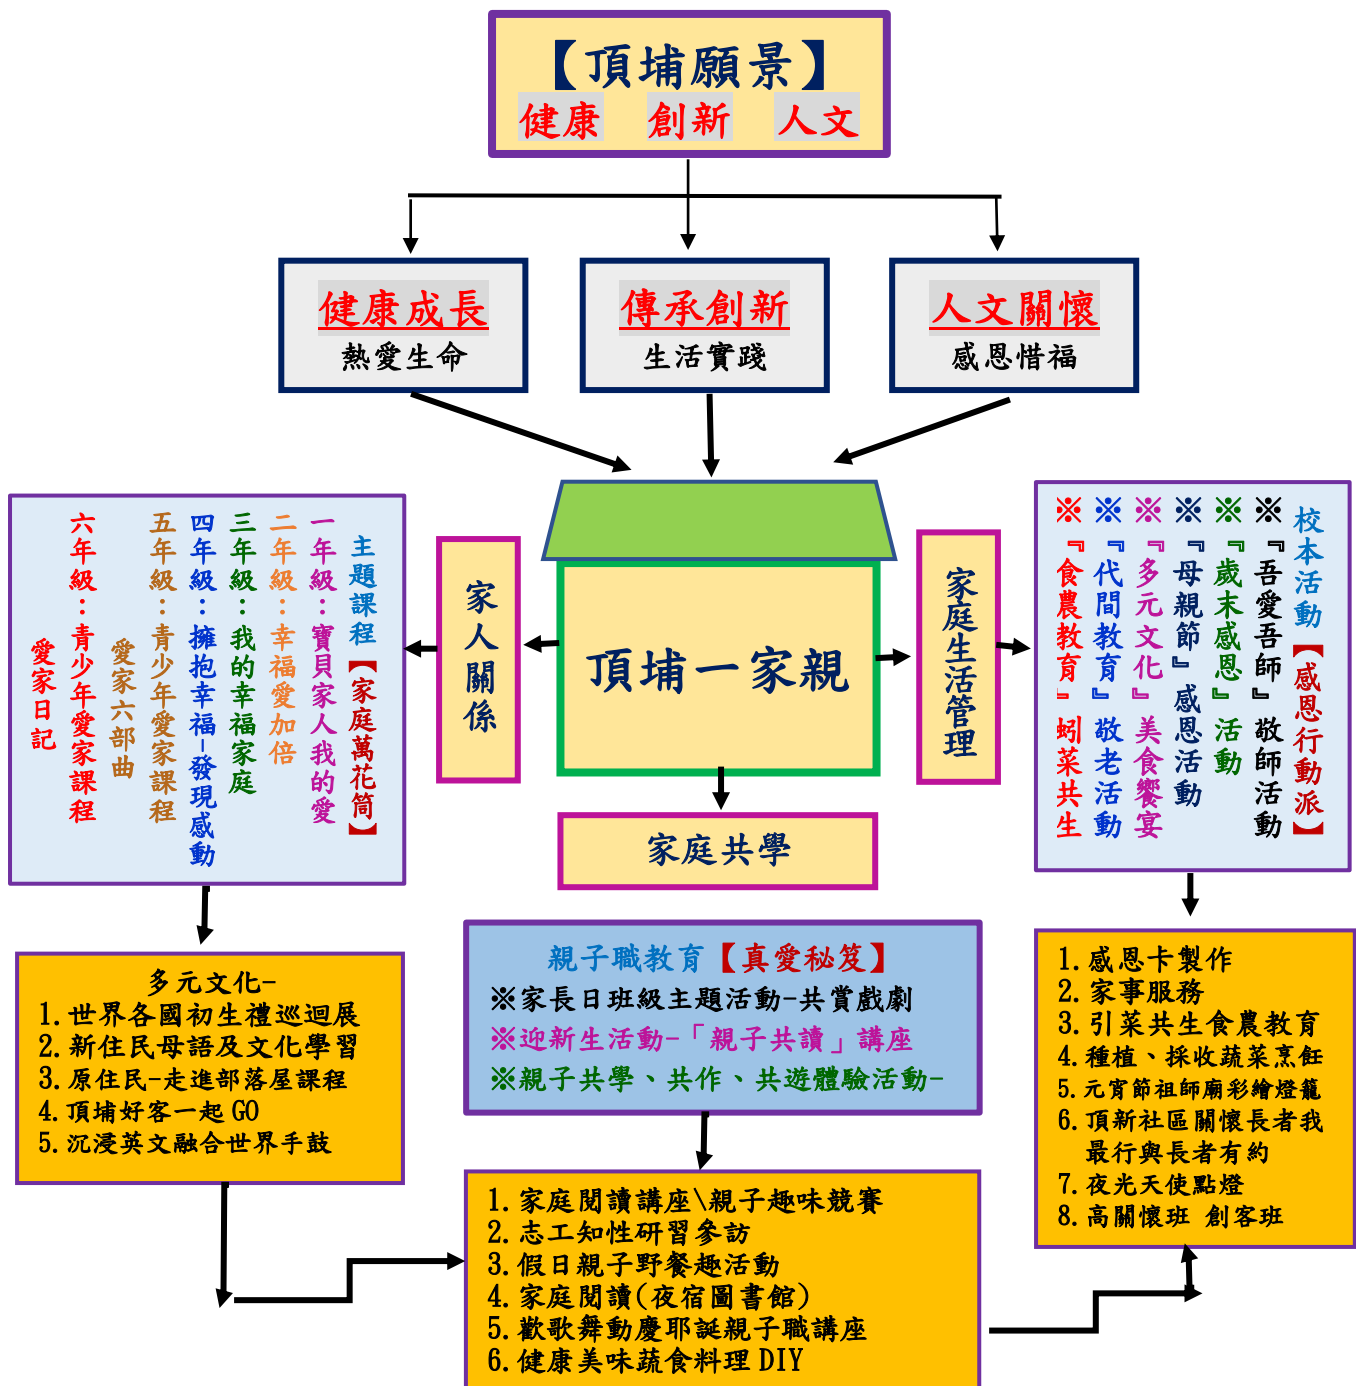 【頂埔願景】
健康 創新 人文
健康成長
熱愛生命
傳承創新
生活實踐
人文關懷
感恩惜福
頂埔一家親
家人關係
家庭生活管理
家庭共學
主題課程【家庭萬花筒】
一年級：寶貝家人我的愛
二年級：幸福愛加倍
三年級：我的幸福家庭
四年級：擁抱幸福-發現感動
五年級：青少年愛家課程
愛家六部曲
六年級：青少年愛家課程
愛家日記
校本活動【感恩行動派】
※『吾愛吾師』敬師活動
※『歲末感恩』活動
※『母親節』感恩活動
※『多元文化』美食饗宴
※『代間教育』敬老活動
※『食農教育』蚓菜共生
多元文化-
1.世界各國初生禮巡迴展
2.新住民母語及文化學習
3.原住民-走進部落屋課程
4.頂埔好客一起GO
5.沉浸英文融合世界手鼓
親子職教育【真愛秘笈】
※家長日班級主題活動-共賞戲劇
※迎新生活動-「親子共讀」講座
※親子共學、共作、共遊體驗活動-
1.家庭閱讀講座\親子趣味競賽
2.志工知性研習參訪
3.假日親子野餐趣活動
4.家庭閱讀(夜宿圖書館)
5.歡歌舞動慶耶誕親子職講座
6.健康美味蔬食料理DIY
1.感恩卡製作
2.家事服務
3.引菜共生食農教育
4.種植、採收蔬菜烹飪
5.元宵節祖師廟彩繪燈籠
6.頂新社區關懷長者我
最行與長者有約
7.夜光天使點燈
8.高關懷班 創客班